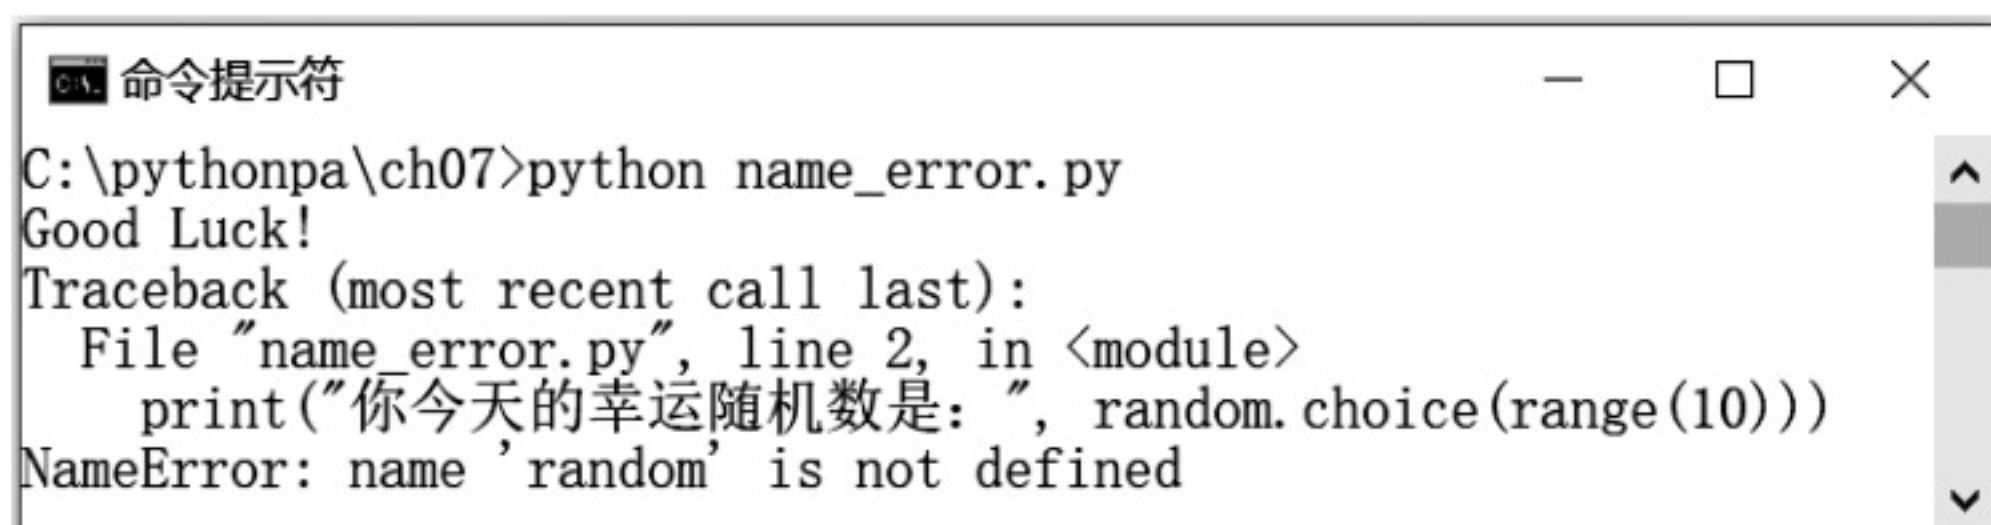 命令提示符
C:\pythonpa\ch07>python name_error.py
Good Luck!
Traceback (most recent call last):
  File "name_error.py", line 2, in <module>
    print("你今天的幸运随机数是：", random.choice(range(10)))
NameError: name 'random' is not defined